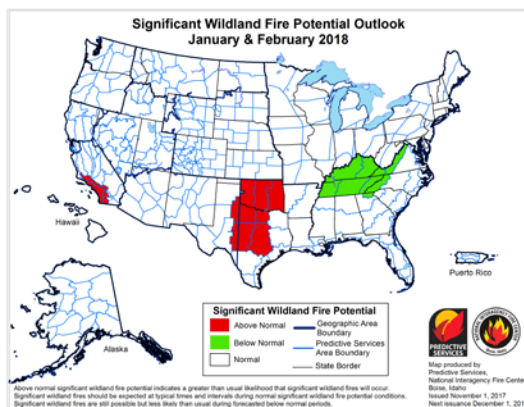 Significant Wildland Fire Potential Outlook
January & February 2018
Hawaii
Alaska
Puerto Rico
Significant Wildland Fire Potential
Above Normal
Below Normal
Normal
Geographic Area
Boundary
Predictive Services
Area Boundary
State Border
PREDICTIVE
SERVICES
Map produced by
Predictive Services,
National Interagency Fire Cente
Boise, Idaho
Issued November 1, 2017
Next issuance December 1, 201
Above normal significant wildland fire potential indicates a greater than usual likelihood that significant wildland fires will occur.
Significant wildland fires should be expected at typical times and intervals during normal significant wildland fire potential conditions.
Significant wildland fires are still possible but less likely than usual during forecasted below normal periods.